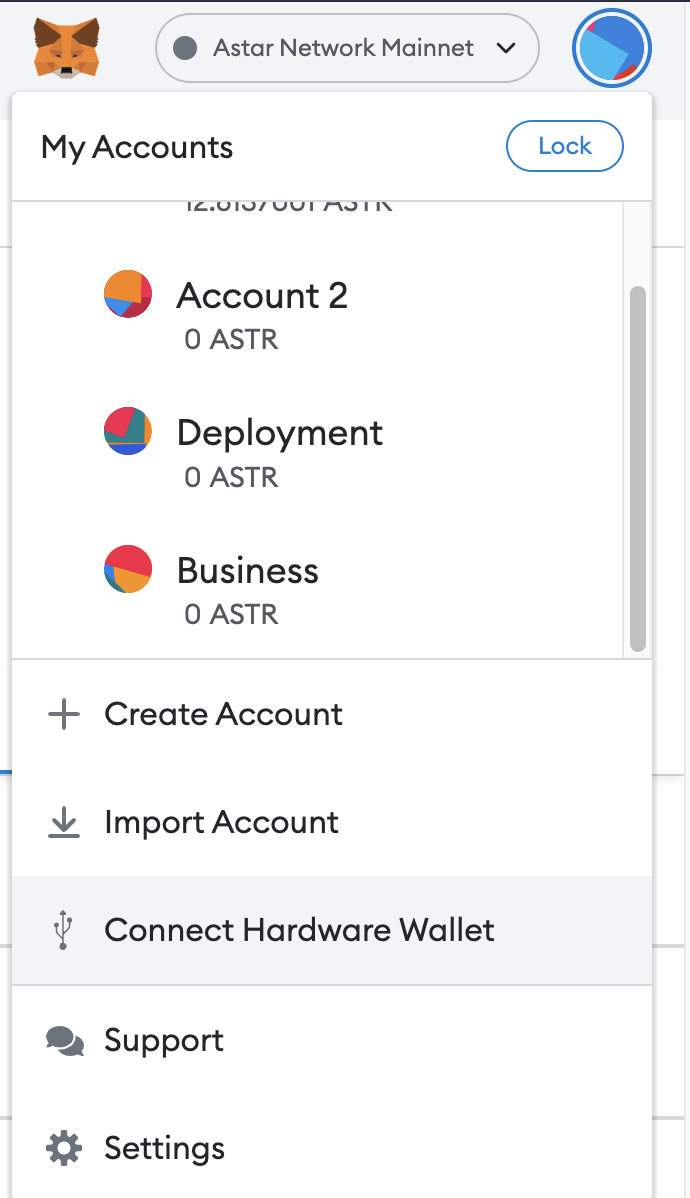 Astar Network Mainnet
My Accounts
Lock
ASTR
Account 2
0 ASTR
Deployment
0 ASTR
Business
0 ASTR
Create Account
Import Account
Connect Hardware Wallet
Support
Settings